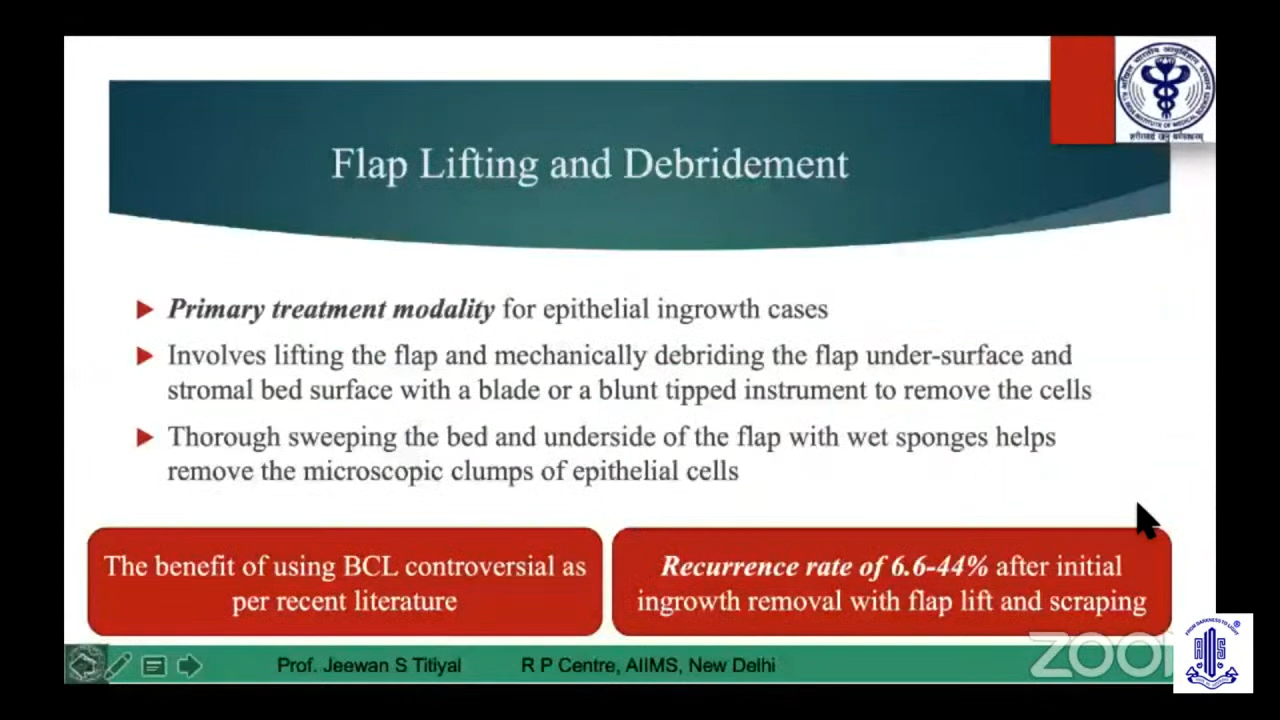 Flap Lifting and Debridement
Primary treatment modality for epithelial ingrowth cases
Involves lifting the flap and mechanically debriding the flap under-surface and
stromal bed surface with a blade or a blunt tipped instrument to remove the cells
Thorough sweeping the bed and underside of the flap with wet sponges helps
remove the microscopic clumps of epithelial cells
The benefit of using BCL controversial as
per recent literature
Recurrence rate of 6.6-44% after initial
ingrowth removal with flap lift and scraping
Prof. Jeewan S Titiyal R P Centre, AIIMS, New Delhi